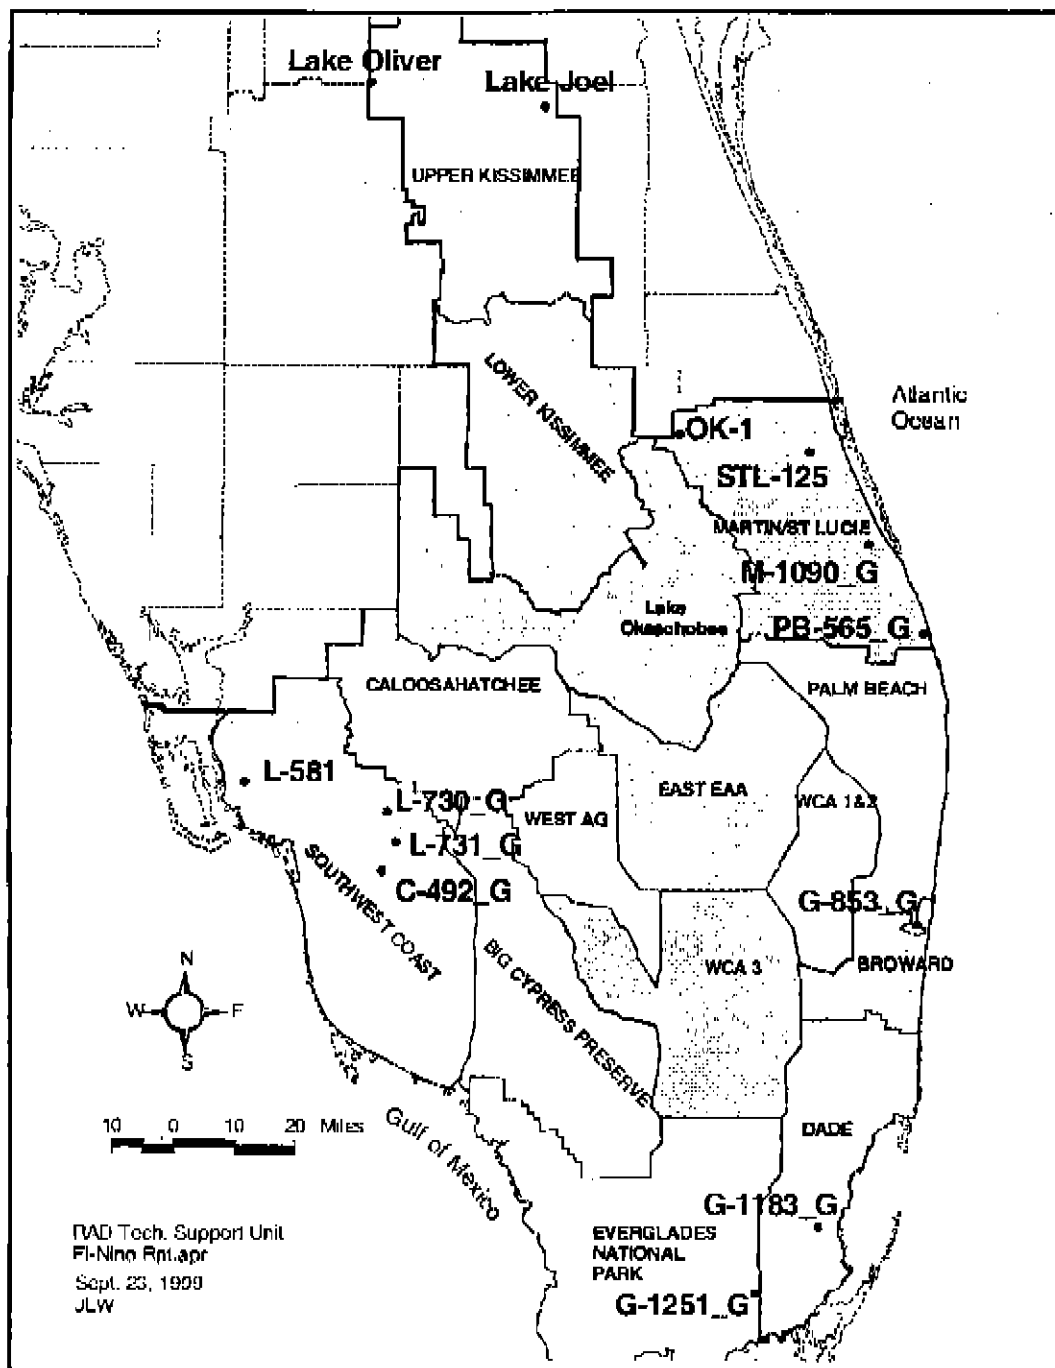 Lake Oliver
Lake Joel
UPPER KISSIMMEE
LOWER KISSIMMEE
Atlantic
Ocean
OK-1
STL-125
MARTIN/ST LUCIE
M-1090_G
Lake
Okeechobee
PB-565_G
CALOOSAHATCHEE
PALM BEACH
L-581
L-730_G
EAST EAA
WCA 1&2
WEST AG
L-731_G
SOUTHWEST COAST
C-492_G
G-853_G
BIG CYPRESS PRESERVE
WCA 3
BROWARD
N
W
E
S
10 0 10 20 Miles
Gulf of Mexico
DADE
G-1183_G
RAD Tech. Support Unit
El-Nino Rpt.apr
Sept. 23, 1999
JLW
EVERGLADES
NATIONAL
PARK
G-1251_G